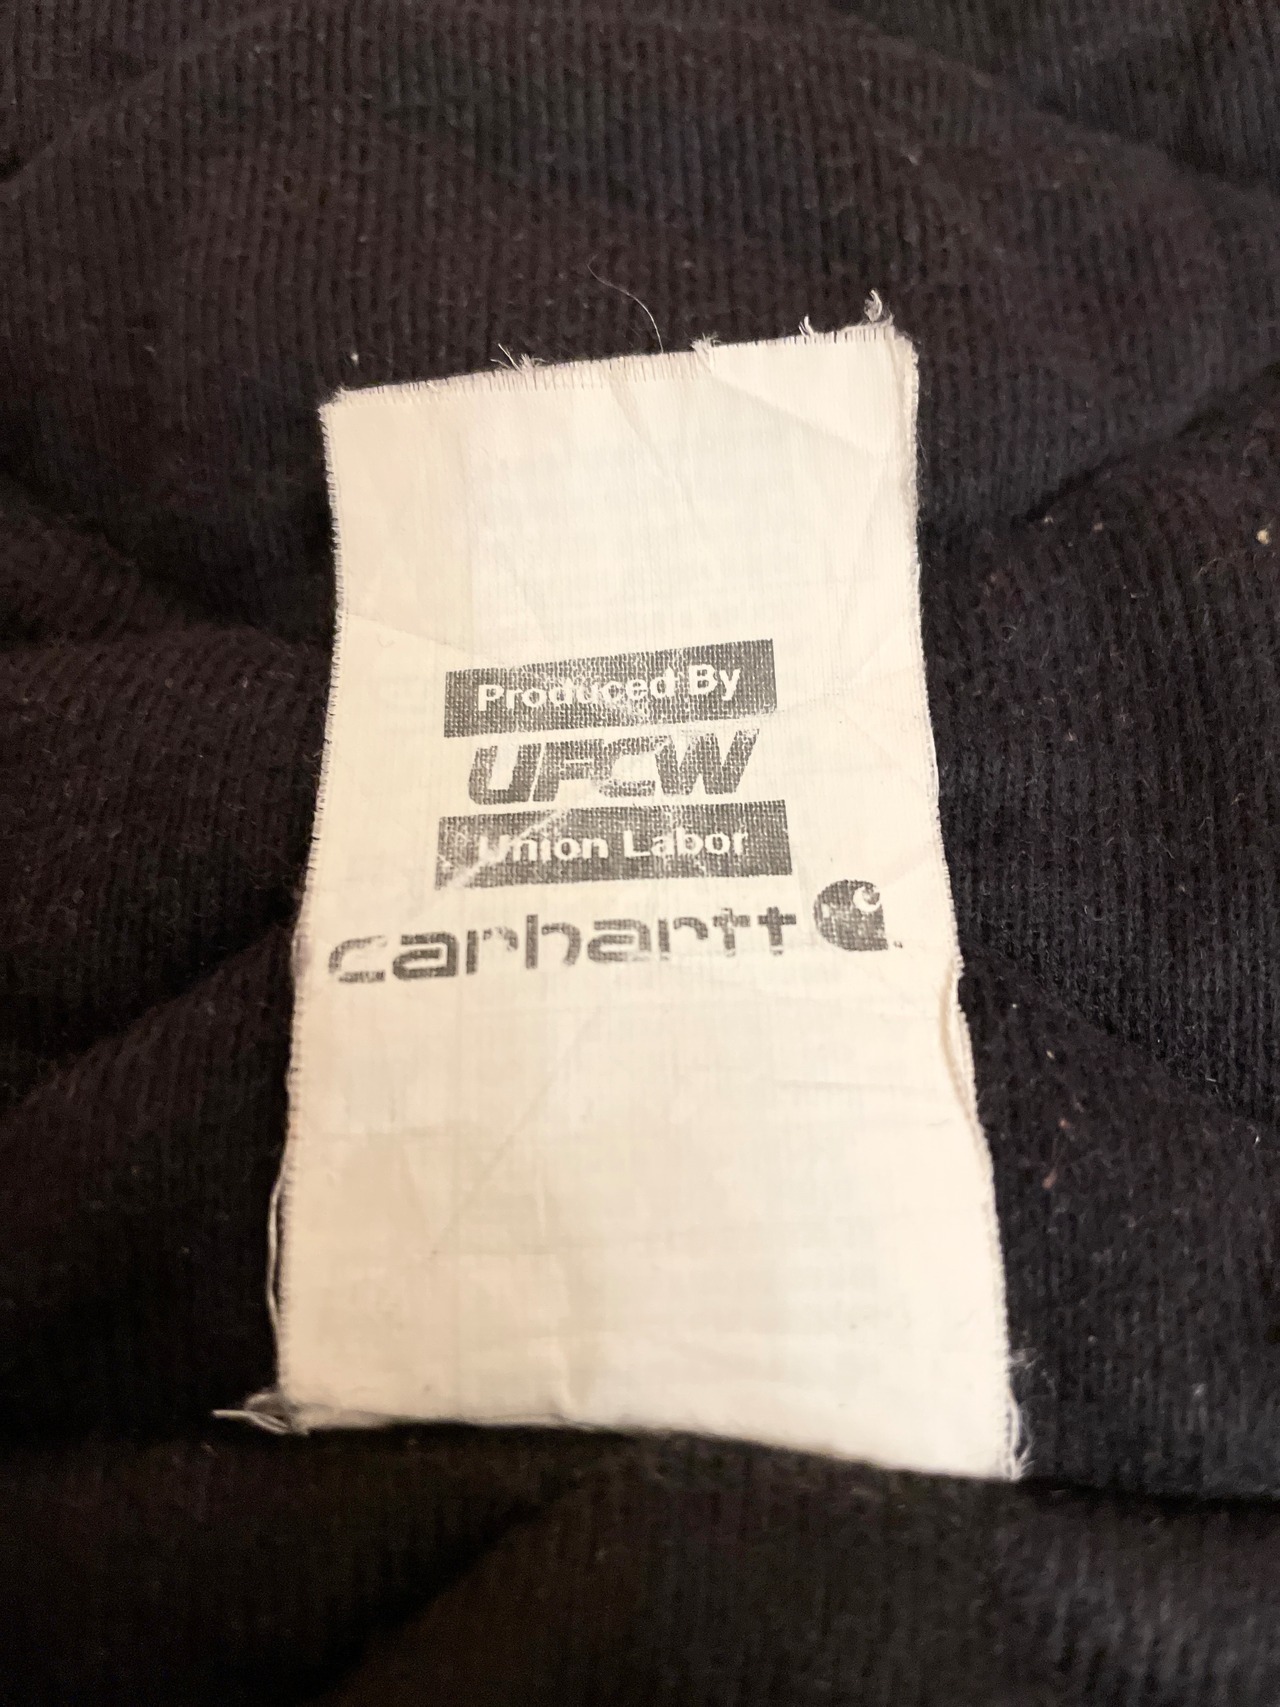 Produced By
UFCW
Union Labor
carhartt